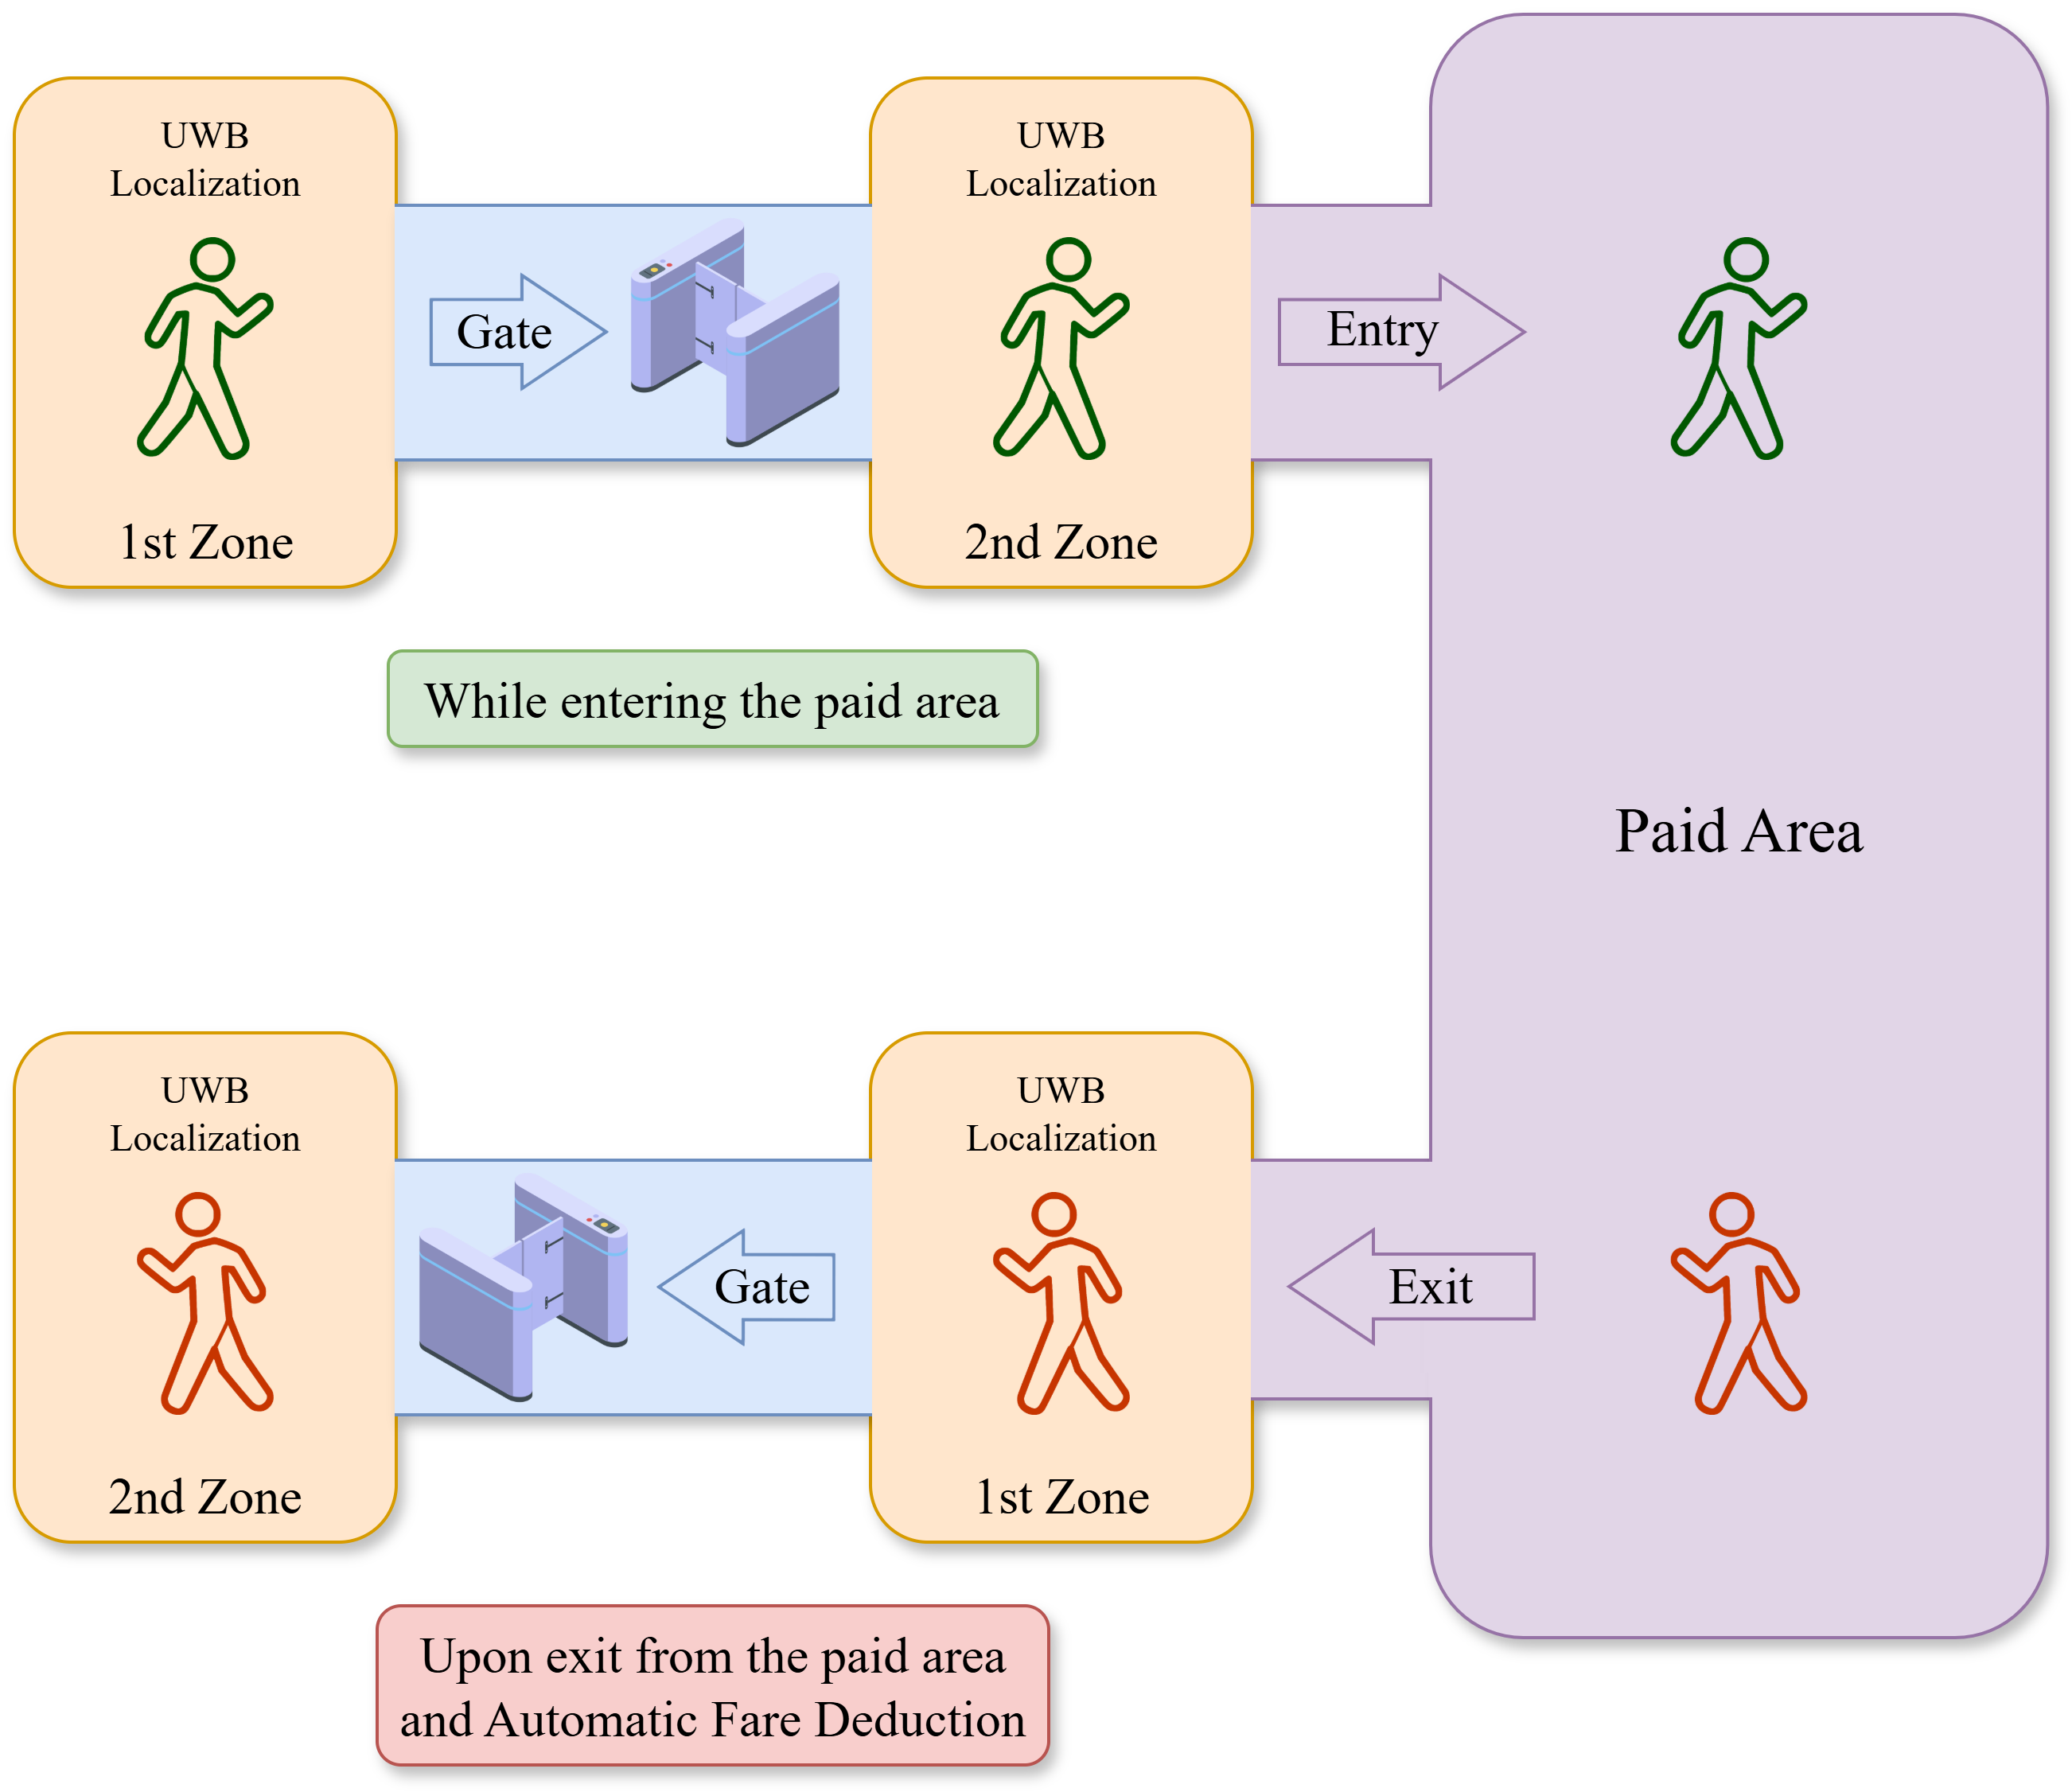 UWB
Localization
1st Zone
Gate
UWB
Localization
2nd Zone
Entry
While entering the paid area
Paid Area
UWB
Localization
2nd Zone
Gate
UWB
Localization
1st Zone
Exit
Upon exit from the paid area
and Automatic Fare Deduction